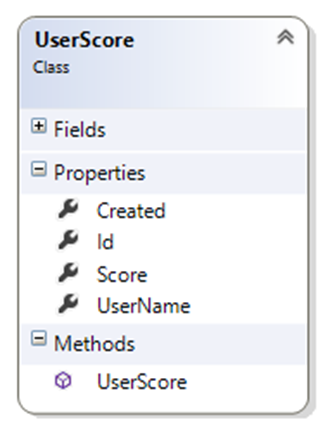 UserScore
Class
Fields
Properties
Created
Id
Score
UserName
Methods
UserScore